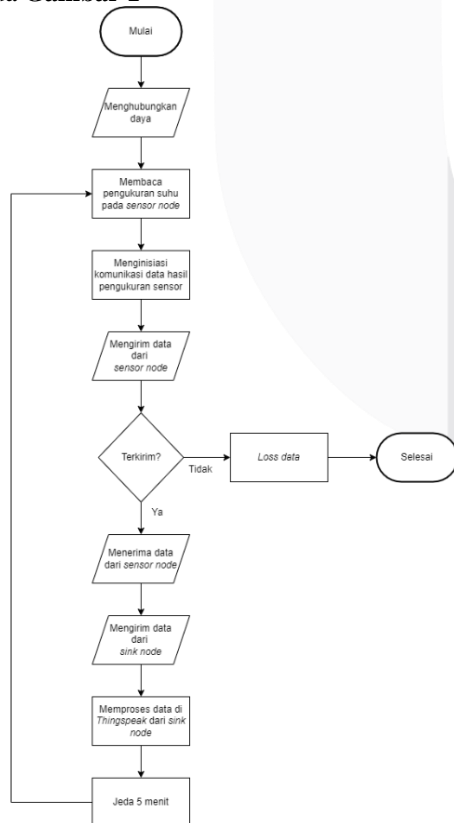 Mulai
Menghubungkan
daya
Membaca
pengukuran suhu
pada sensor node
Menginisiasi
komunikasi data hasil
pengukuran sensor
Mengirim data
dari
sensor node
Terkirim?
Tidak
Loss data
Selesai
Ya
Menerima data
dari sensor node
Mengirim data
dari
sink node
Memproses data di
Thingspeak dari sink
node
Jeda 5 menit